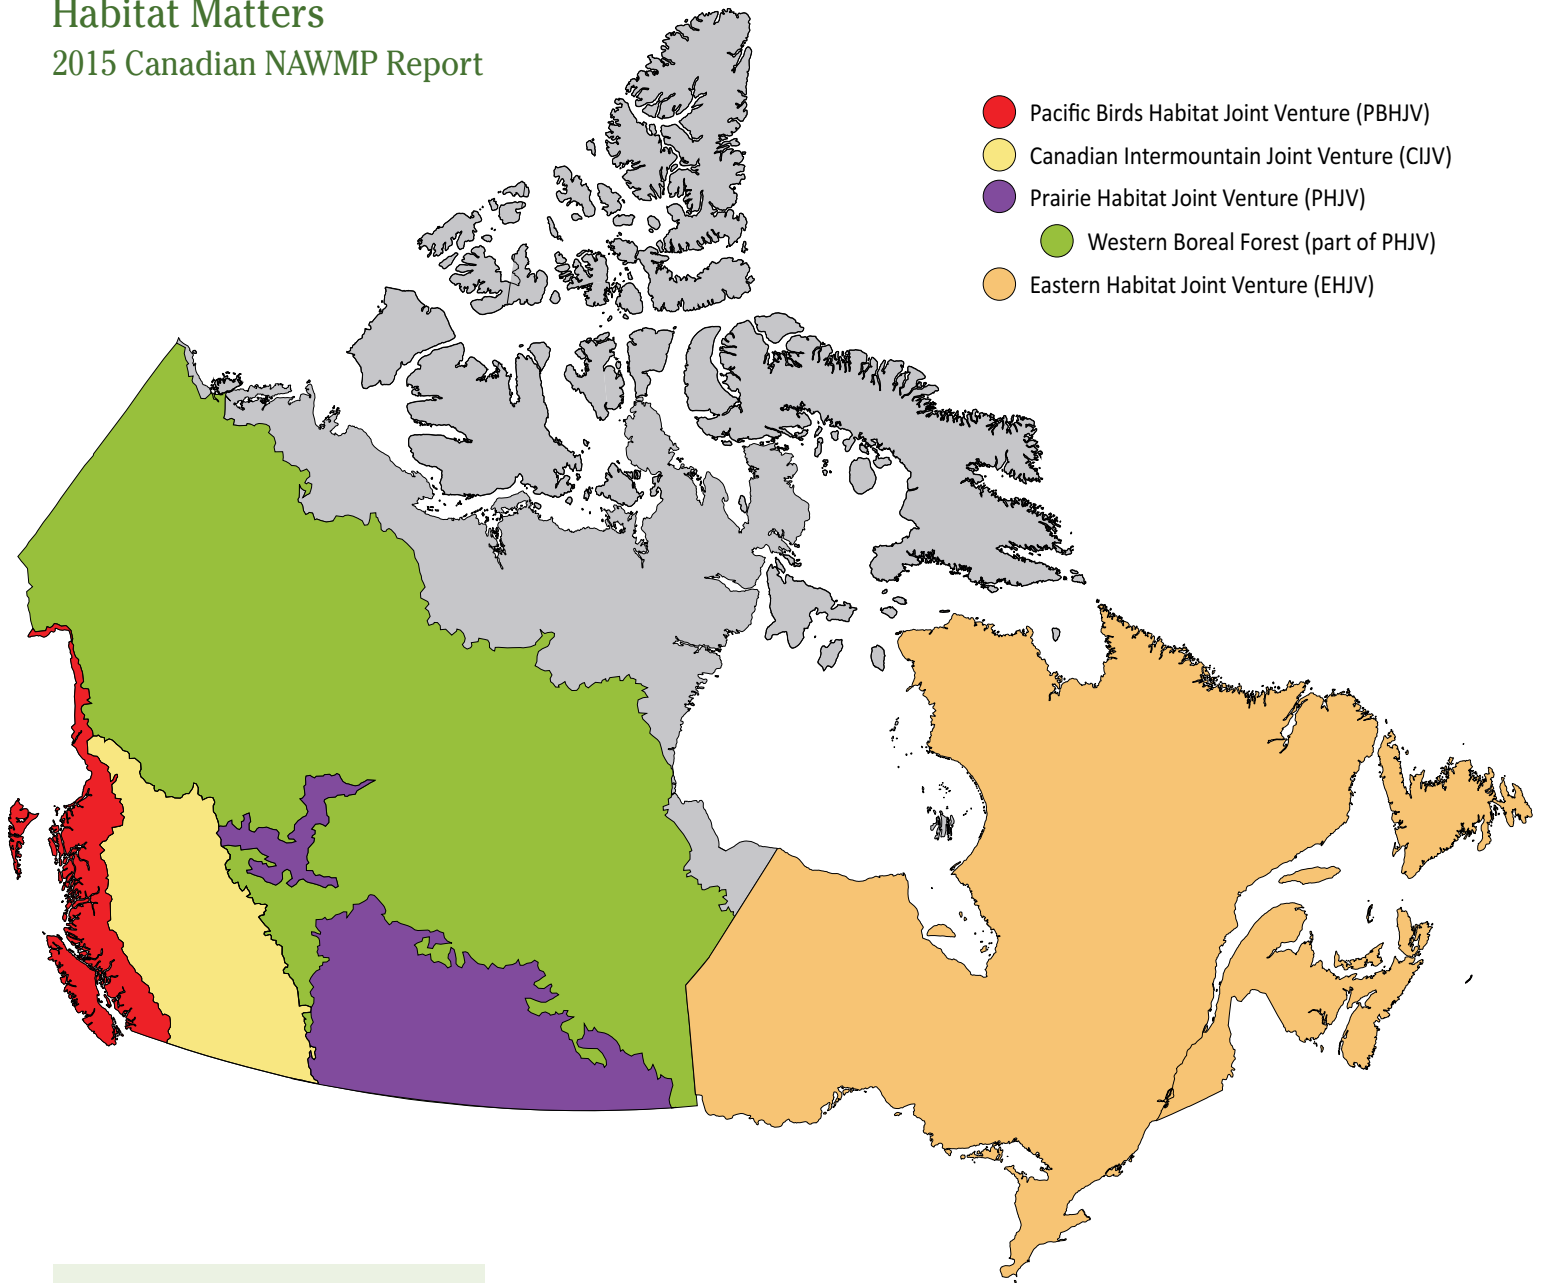 Habitat Matters
2015 Canadian NAWMP Report
Pacific Birds Habitat Joint Venture (PBHJV)
Canadian Intermountain Joint Venture (CIJV)
Prairie Habitat Joint Venture (PHJV)
Western Boreal Forest (part of PHJV)
Eastern Habitat Joint Venture (EHJV)